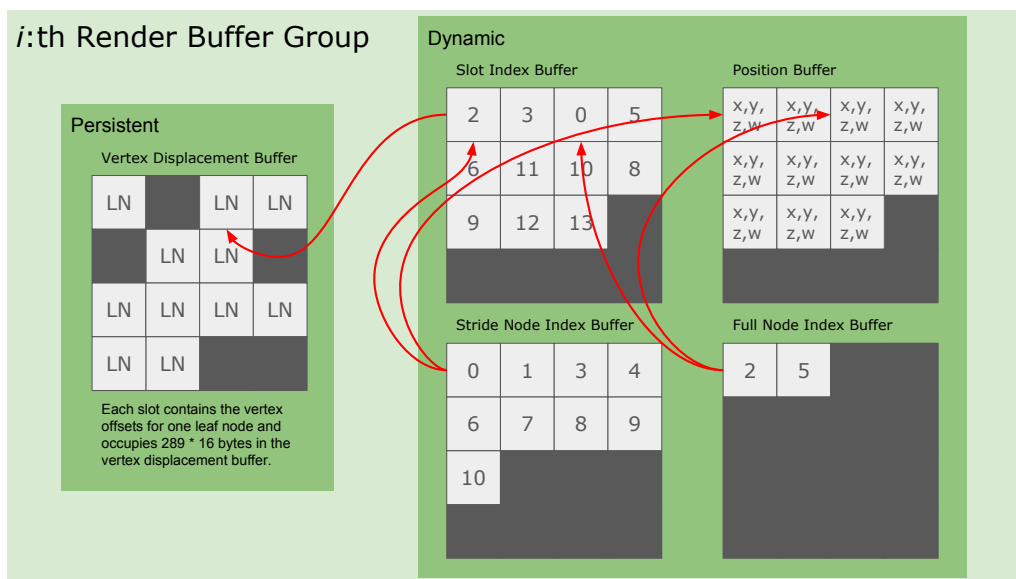 i:th Render Buffer Group
Persistent
Vertex Displacement Buffer
LN LN LN
LN LN
LN LN LN LN
LN LN
Each slot contains the vertex
offsets for one leaf node and
occupies 289 * 16 bytes in the
vertex displacement buffer.
Dynamic
Slot Index Buffer
2 3 0 5
6 11 10 8
9 12 13
Position Buffer
x,y, x,y, x,y, x,y,
z,w z,w z,w z,w
x,y, x,y, x,y, x,y,
z,w z,w z,w z,w
x,y, x,y, x,y,
z,w z,w z,w
Stride Node Index Buffer
0 1 3 4
6 7 8 9
10
Full Node Index Buffer
2 5